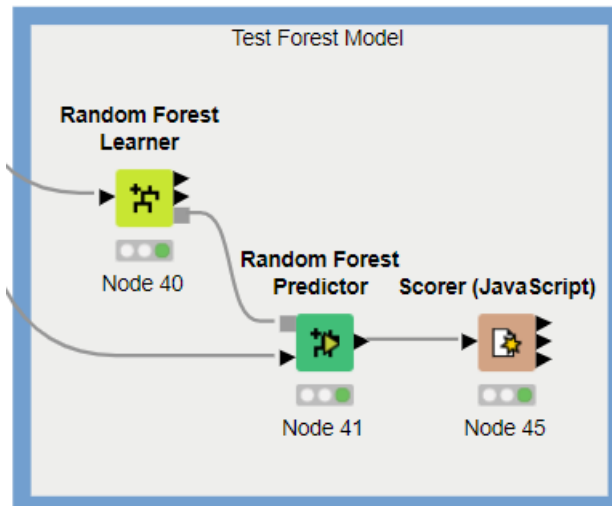 Test Forest Model
Random Forest
Learner
Node 40
Random Forest
Predictor
Node 41
Scorer (JavaScript)
Node 45